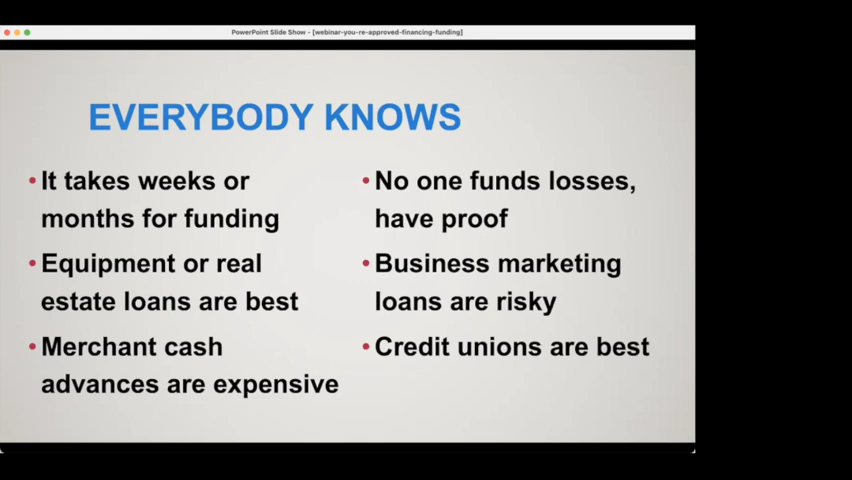 PowerPoint Slide Show - [webinar-you-re-approved-financing-funding]
EVERYBODY KNOWS
• It takes weeks or
months for funding
• Equipment or real
estate loans are best
• Merchant cash
advances are expensive
• No one funds losses,
have proof
• Business marketing
loans are risky
• Credit unions are best